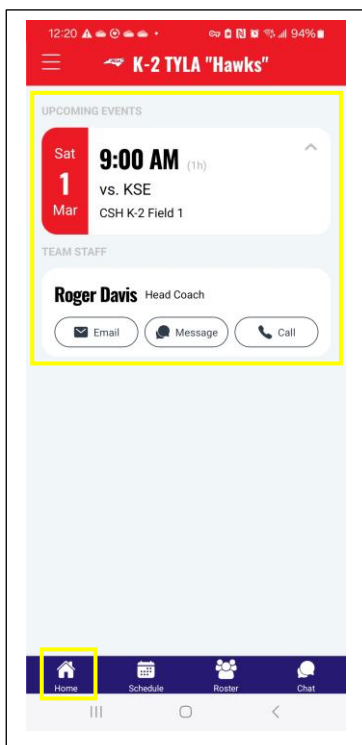 12:20 94%
K-2 TYLA "Hawks"
UPCOMING EVENTS
Sat
1
Mar
9:00 AM (1h)
vs. KSE
CSH K-2 Field 1
TEAM STAFF
Roger Davis Head Coach
Email Message Call
Home Schedule Roster Chat